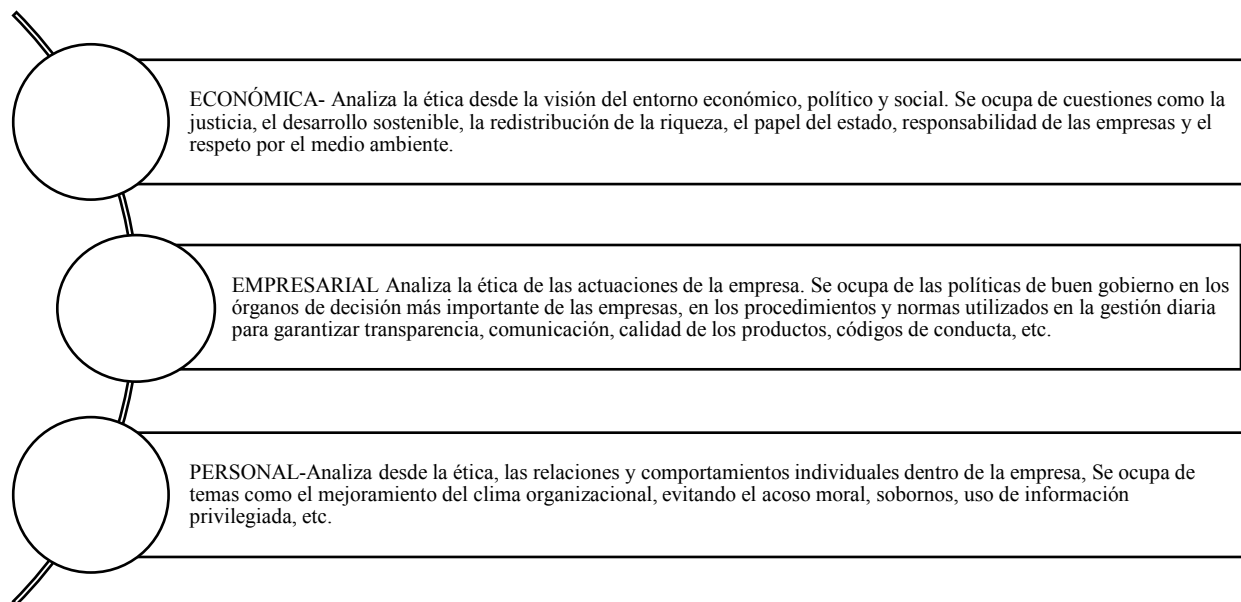 ECONÓMICA- Analiza la ética desde la visión del entorno económico, político y social. Se ocupa de cuestiones como la
justicia, el desarrollo sostenible, la redistribución de la riqueza, el papel del estado, responsabilidad de las empresas y el
respeto por el medio ambiente.
EMPRESARIAL Analiza la ética de las actuaciones de la empresa. Se ocupa de las políticas de buen gobierno en los
órganos de decisión más importante de las empresas, en los procedimientos y normas utilizados en la gestión diaria
para garantizar transparencia, comunicación, calidad de los productos, códigos de conducta, etc.
PERSONAL-Analiza desde la ética, las relaciones y comportamientos individuales dentro de la empresa, Se ocupa de
temas como el mejoramiento del clima organizacional, evitando el acoso moral, sobornos, uso de información
privilegiada, etc.